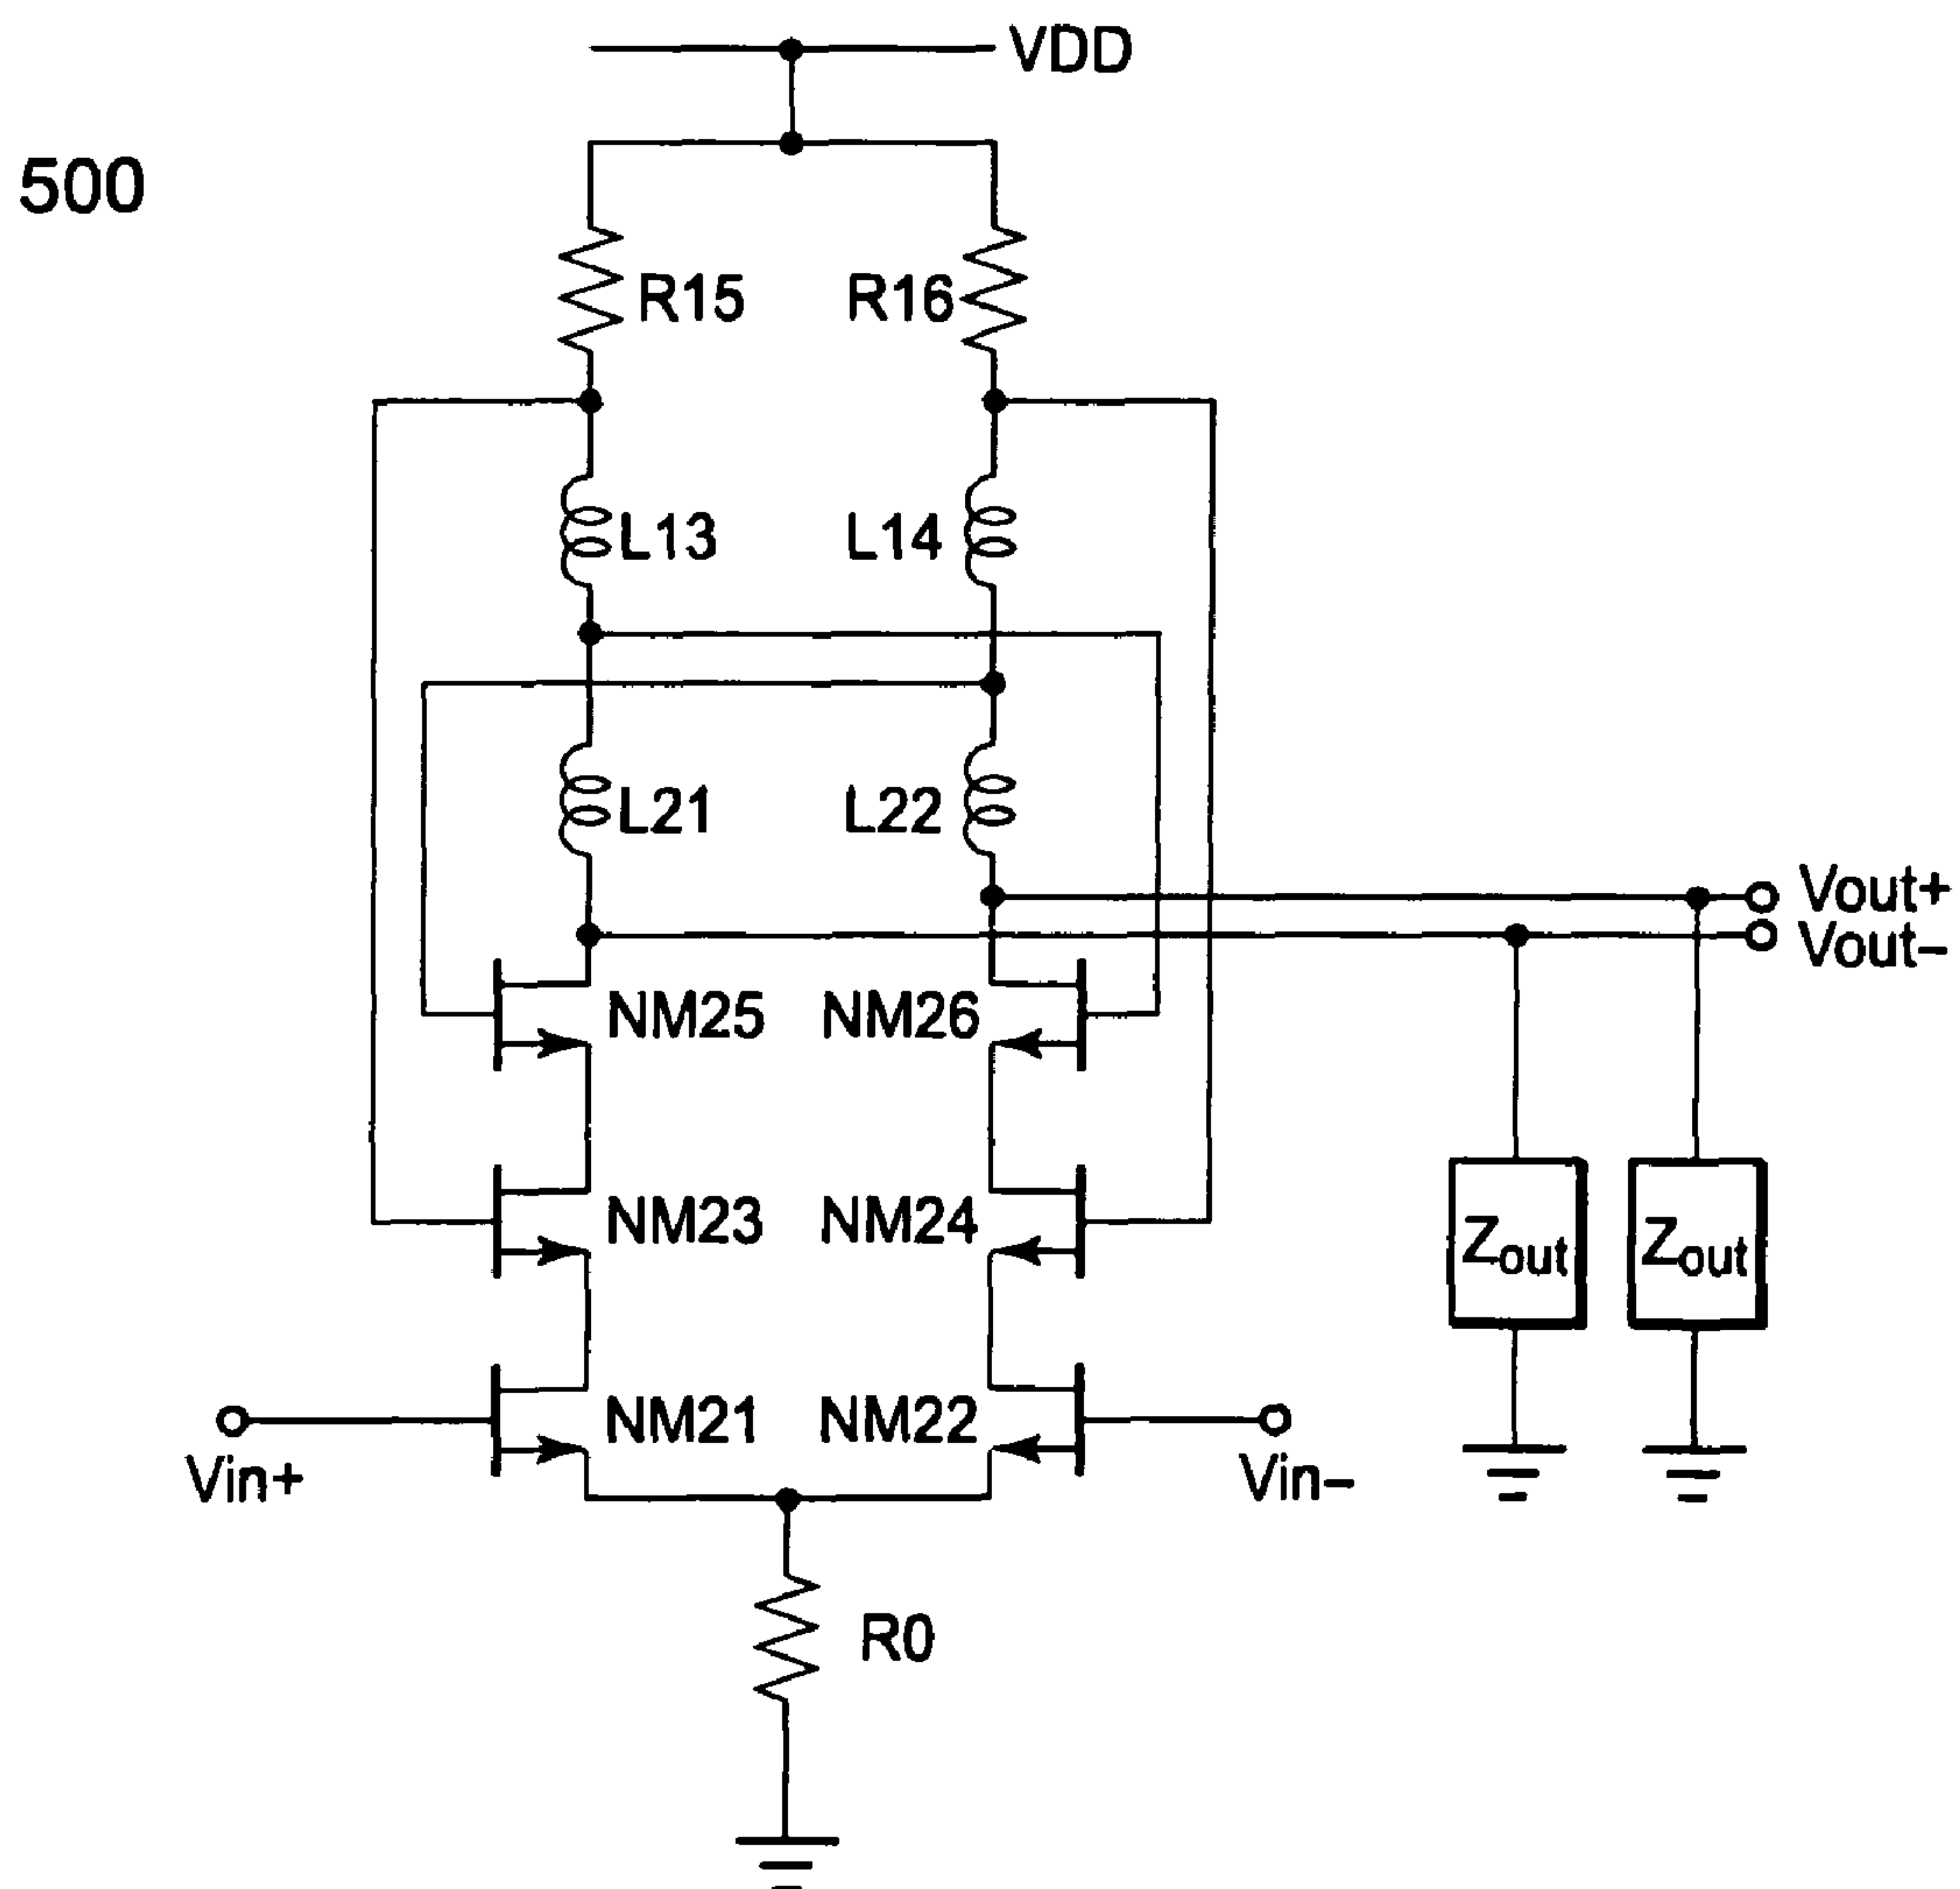 VDD
500
R15
R16
L13
L14
L21
L22
Vout+
Vout−
NM25
NM26
NM23
NM24
Zout
Zout
NM21
NM22
Vin+
Vin−
R0